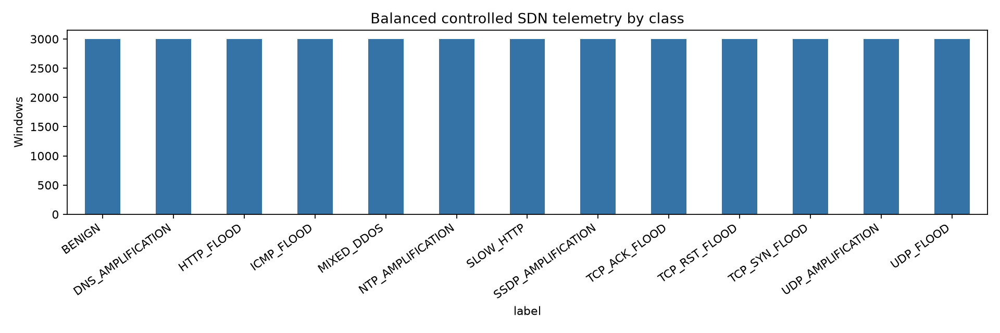 Balanced controlled SDN telemetry by class
Windows
3000
2500
2000
1500
1000
500
0
BENIGN
DNS_AMPLIFICATION
HTTP_FLOOD
ICMP_FLOOD
MIXED_DDOS
NTP_AMPLIFICATION
SLOW_HTTP
SSDP_AMPLIFICATION
TCP_ACK_FLOOD
TCP_RST_FLOOD
TCP_SYN_FLOOD
UDP_AMPLIFICATION
UDP_FLOOD
label